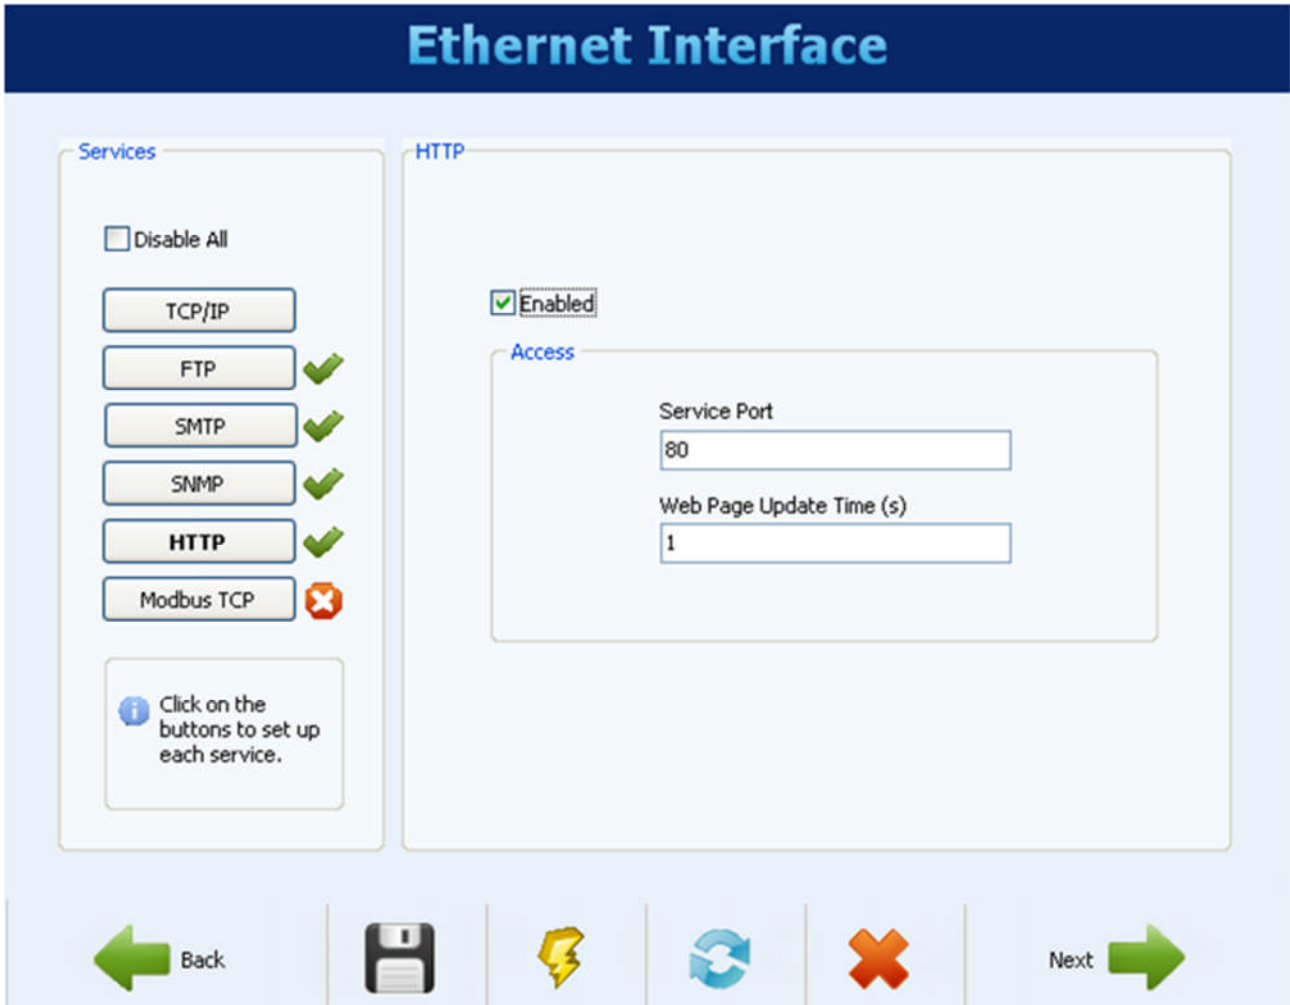 Ethernet Interface
Services
Disable All
TCP/IP
FTP
SMTP
SNMP
HTTP
Modbus TCP
Click on the
buttons to set up
each service.
HTTP
Enabled
Access
Service Port
80
Web Page Update Time (s)
1
Back
Next